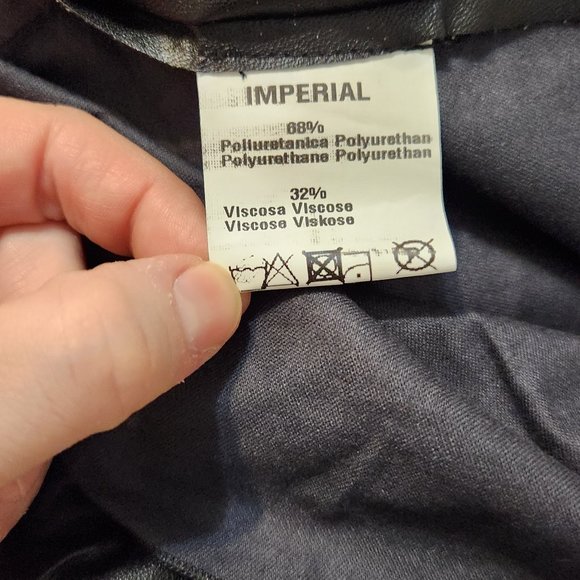 IMPERIAL
68%
Poliuretanica Polyurethan
Polyurethane Polyurethan
32%
Viscosa Viscose
Viscose Viskose